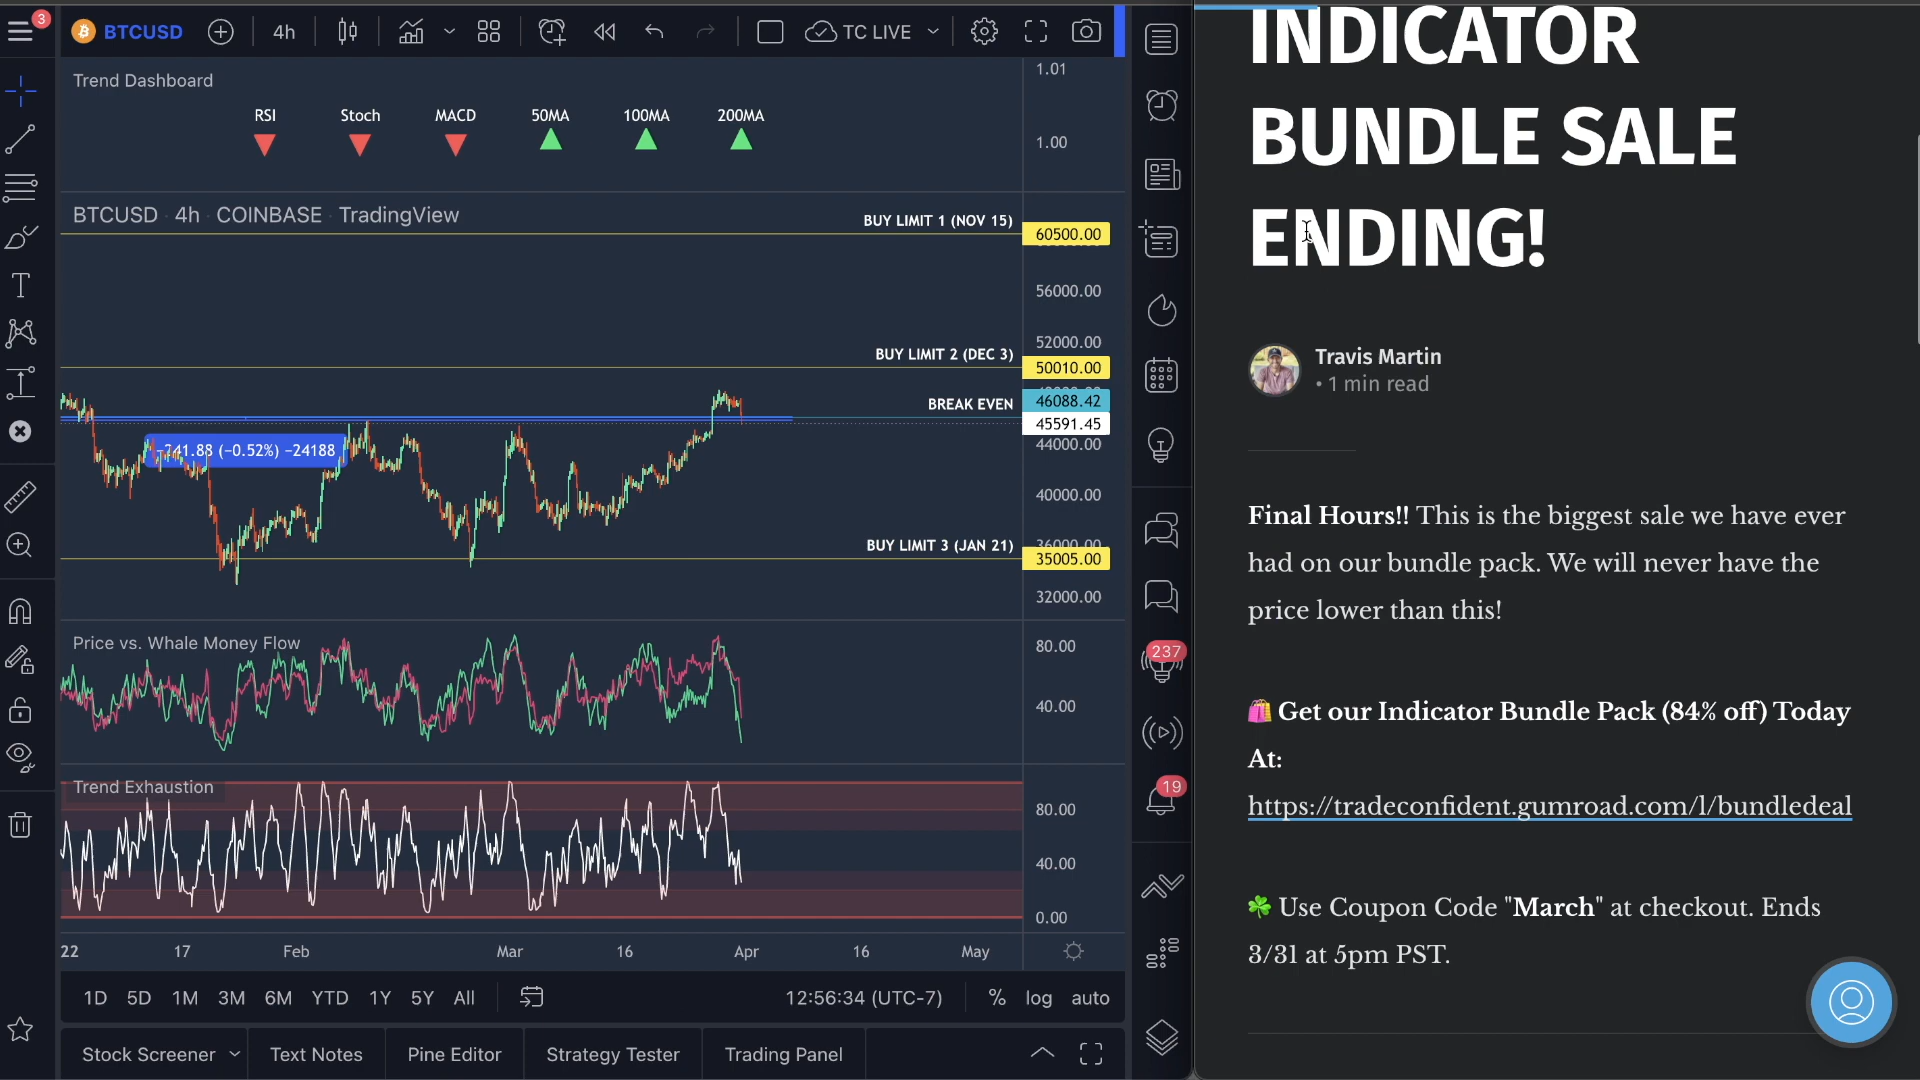 3
BTCUSD
4h
TC LIVE
Trend Dashboard
RSI Stoch MACD 50MA 100MA 200MA
1.01
1.00
BTCUSD · 4h · COINBASE · TradingView
BUY LIMIT 1 (NOV 15) 60500.00
56000.00
52000.00
BUY LIMIT 2 (DEC 3) 50010.00
46088.42
BREAK EVEN
45591.45
44000.00
-241.88 (-0.52%) -24188
40000.00
BUY LIMIT 3 (JAN 21) 36000.00
35005.00
32000.00
Price vs. Whale Money Flow
80.00
40.00
Trend Exhaustion
80.00
40.00
0.00
22 17 Feb Mar 16 Apr 16 May
1D 5D 1M 3M 6M YTD 1Y 5Y All
12:56:34 (UTC-7) % log auto
Stock Screener Text Notes Pine Editor Strategy Tester Trading Panel
237
19
INDICATOR
BUNDLE SALE
ENDING!
Travis Martin
• 1 min read
Final Hours!! This is the biggest sale we have ever
had on our bundle pack. We will never have the
price lower than this!
🛍️ Get our Indicator Bundle Pack (84% off) Today
At:
https://tradeconfident.gumroad.com/l/bundledeal
☘️ Use Coupon Code "March" at checkout. Ends
3/31 at 5pm PST.